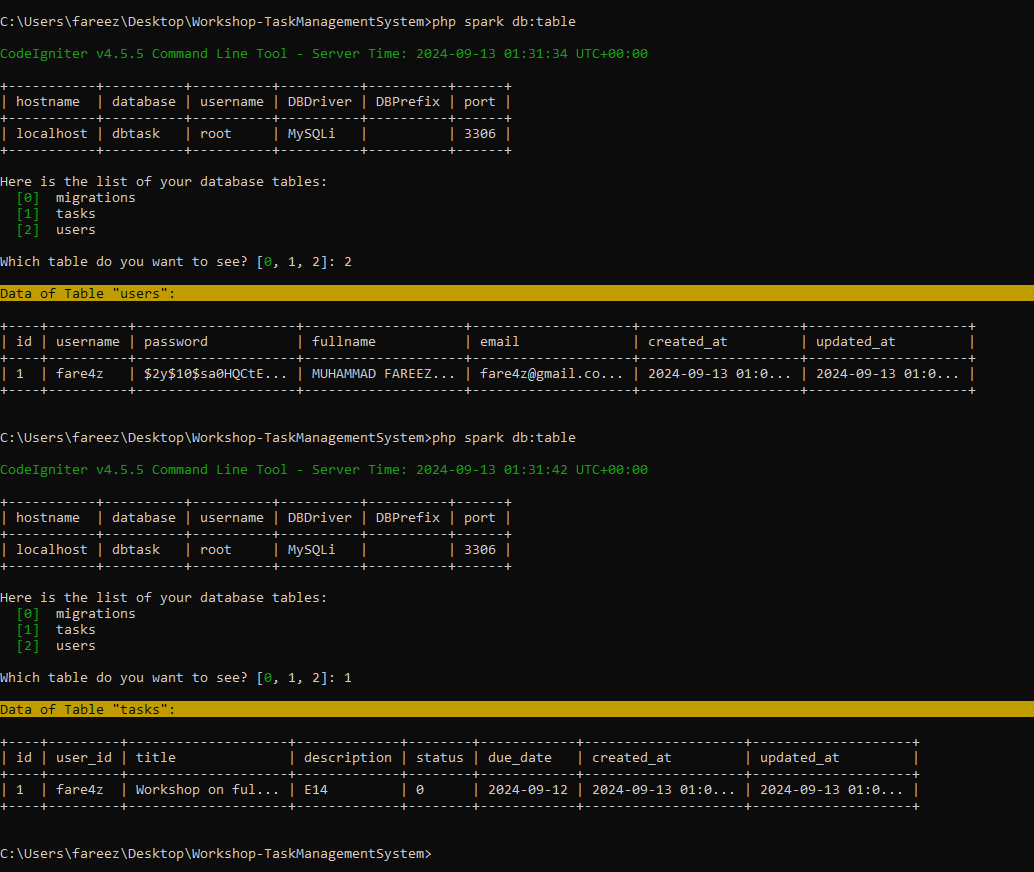 C:\Users\fareez\Desktop\Workshop-TaskManagementSystem>php spark db:table
CodeIgniter v4.5.5 Command Line Tool - Server Time: 2024-09-13 01:31:34 UTC+00:00
+-----------+----------+----------+----------+----------+------+
| hostname  | database | username | DBDriver | DBPrefix | port |
+-----------+----------+----------+----------+----------+------+
| localhost | dbtask   | root     | MySQLi   |          | 3306 |
+-----------+----------+----------+----------+----------+------+
Here is the list of your database tables:
  [0]  migrations
  [1]  tasks
  [2]  users
Which table do you want to see? [0, 1, 2]: 2
Data of Table "users":
+----+----------+--------------------+--------------------+--------------------+--------------------+--------------------+
| id | username | password           | fullname           | email              | created_at         | updated_at         |
+----+----------+--------------------+--------------------+--------------------+--------------------+--------------------+
| 1  | fare4z   | $2y$10$sa0HQCtE... | MUHAMMAD FAREEZ... | fare4z@gmail.co... | 2024-09-13 01:0... | 2024-09-13 01:0... |
+----+----------+--------------------+--------------------+--------------------+--------------------+--------------------+
C:\Users\fareez\Desktop\Workshop-TaskManagementSystem>php spark db:table
CodeIgniter v4.5.5 Command Line Tool - Server Time: 2024-09-13 01:31:42 UTC+00:00
+-----------+----------+----------+----------+----------+------+
| hostname  | database | username | DBDriver | DBPrefix | port |
+-----------+----------+----------+----------+----------+------+
| localhost | dbtask   | root     | MySQLi   |          | 3306 |
+-----------+----------+----------+----------+----------+------+
Here is the list of your database tables:
  [0]  migrations
  [1]  tasks
  [2]  users
Which table do you want to see? [0, 1, 2]: 1
Data of Table "tasks":
+----+---------+--------------------+-------------+--------+------------+--------------------+--------------------+
| id | user_id | title              | description | status | due_date   | created_at         | updated_at         |
+----+---------+--------------------+-------------+--------+------------+--------------------+--------------------+
| 1  | fare4z  | Workshop on ful... | E14         | 0      | 2024-09-12 | 2024-09-13 01:0... | 2024-09-13 01:0... |
+----+---------+--------------------+-------------+--------+------------+--------------------+--------------------+
C:\Users\fareez\Desktop\Workshop-TaskManagementSystem>